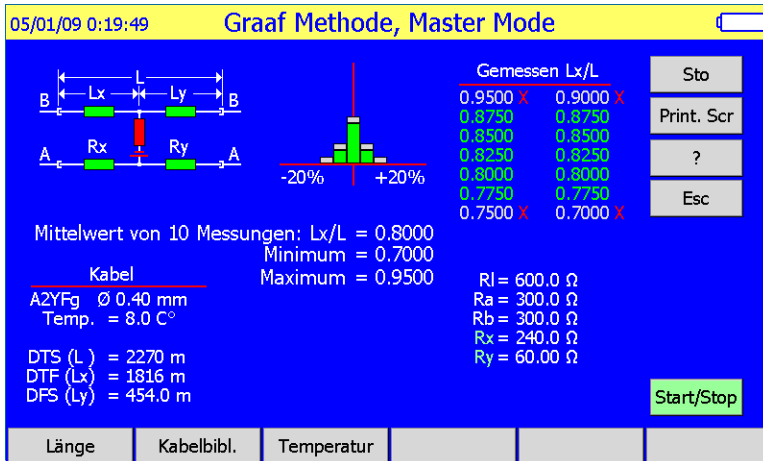 05/01/09 0:19:49 Graaf Methode, Master Mode
L
Lx Ly
B B
Rx Ry
A A
-20% +20%
Gemessen Lx/L
0.9500 X 0.9000 X
0.8750 0.8750
0.8500 0.8500
0.8250 0.8250
0.8000 0.8000
0.7750 0.7750
0.7500 X 0.7000 X
Sto
Print. Scr
?
Esc
Mittelwert von 10 Messungen: Lx/L = 0.8000
Minimum = 0.7000
Maximum = 0.9500
Kabel
A2YFg Ø 0.40 mm
Temp. = 8.0 C°
DTS (L ) = 2270 m
DTF (Lx) = 1816 m
DFS (Ly) = 454.0 m
Rl = 600.0 Ω
Ra = 300.0 Ω
Rb = 300.0 Ω
Rx = 240.0 Ω
Ry = 60.00 Ω
Start/Stop
Länge Kabelbibl. Temperatur